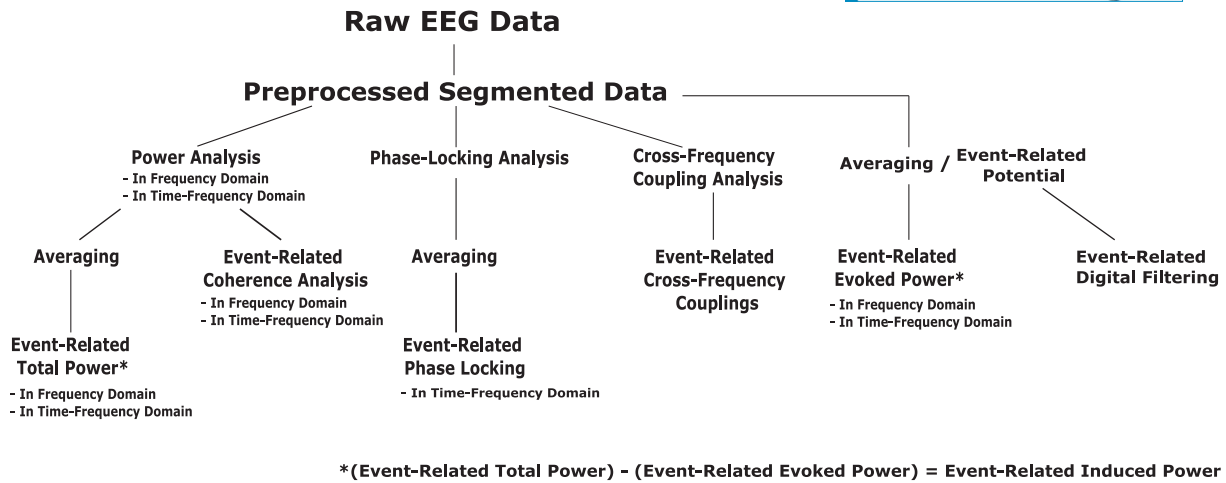 Raw EEG Data
Preprocessed Segmented Data
Power Analysis
- In Frequency Domain
- In Time-Frequency Domain
Phase-Locking Analysis
Cross-Frequency
Coupling Analysis
Averaging / Event-Related
Potential
Averaging
Event-Related
Coherence Analysis
- In Frequency Domain
- In Time-Frequency Domain
Averaging
Event-Related
Cross-Frequency
Couplings
Event-Related
Evoked Power*
- In Frequency Domain
- In Time-Frequency Domain
Event-Related
Digital Filtering
Event-Related
Total Power*
- In Frequency Domain
- In Time-Frequency Domain
Event-Related
Phase Locking
- In Time-Frequency Domain
*(Event-Related Total Power) - (Event-Related Evoked Power) = Event-Related Induced Power